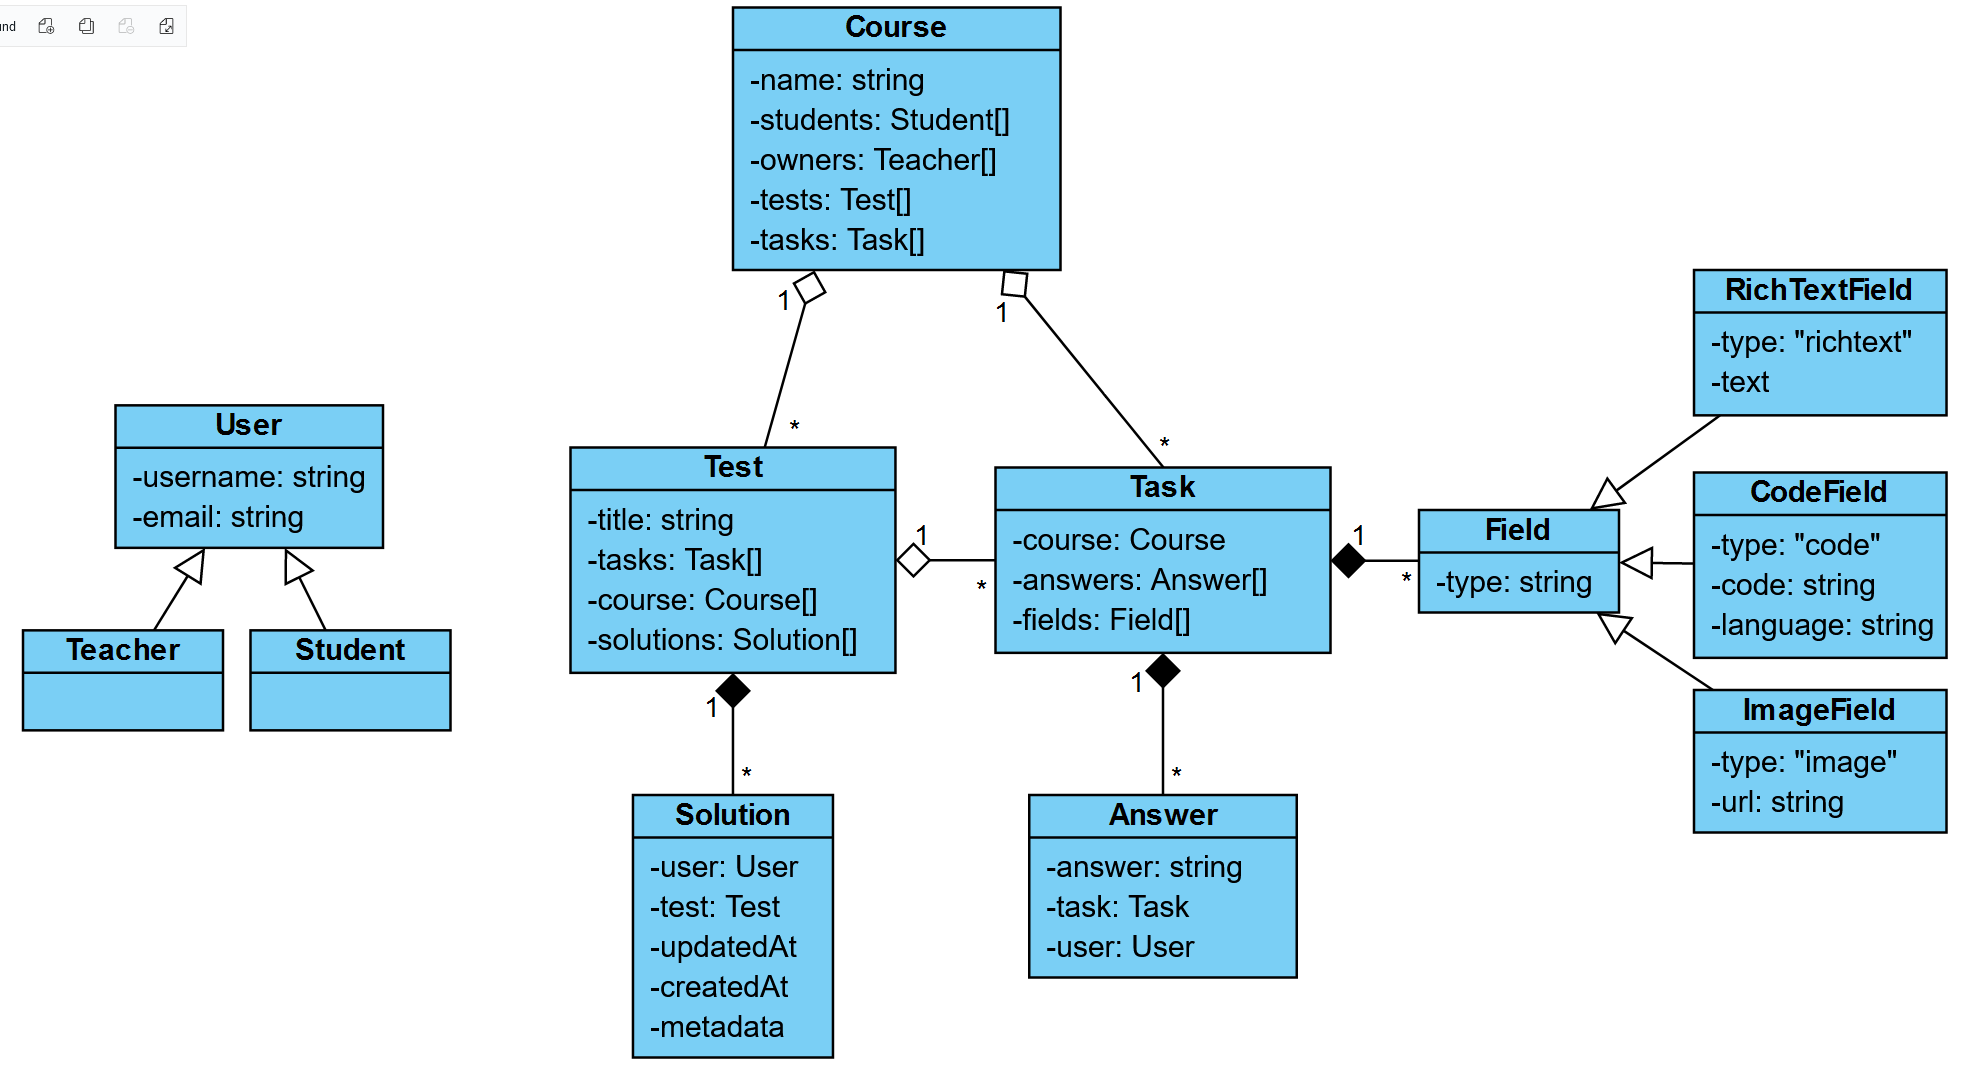 Course
-name: string
-students: Student[]
-owners: Teacher[]
-tests: Test[]
-tasks: Task[]
1
1
*
*
User
-username: string
-email: string
Teacher
Student
Test
-title: string
-tasks: Task[]
-course: Course[]
-solutions: Solution[]
1
*
1
*
Task
-course: Course
-answers: Answer[]
-fields: Field[]
1
*
1
*
Field
-type: string
RichTextField
-type: "richtext"
-text
CodeField
-type: "code"
-code: string
-language: string
ImageField
-type: "image"
-url: string
Solution
-user: User
-test: Test
-updatedAt
-createdAt
-metadata
Answer
-answer: string
-task: Task
-user: User